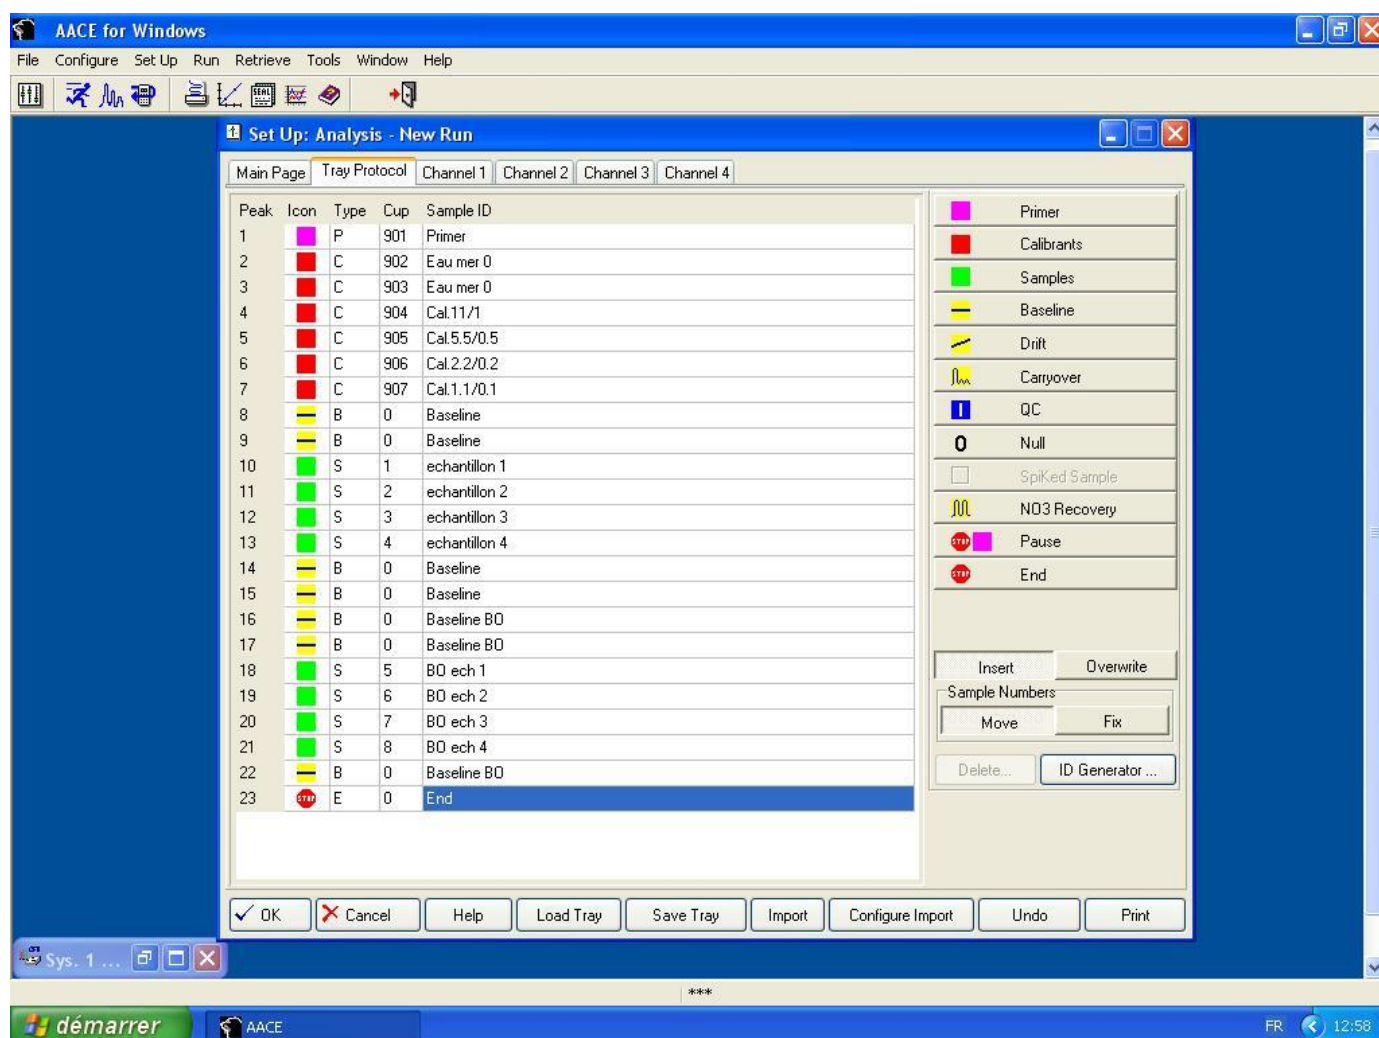 AACE for Windows
File Configure Set Up Run Retrieve Tools Window Help
Set Up: Analysis - New Run
Main Page Tray Protocol Channel 1 Channel 2 Channel 3 Channel 4
Peak Icon Type Cup Sample ID
1 P 901 Primer
2 C 902 Eau mer 0
3 C 903 Eau mer 0
4 C 904 Cal.11/1
5 C 905 Cal.5.5/0.5
6 C 906 Cal.2.2/0.2
7 C 907 Cal.1.1/0.1
8 B 0 Baseline
9 B 0 Baseline
10 S 1 echantillon 1
11 S 2 echantillon 2
12 S 3 echantillon 3
13 S 4 echantillon 4
14 B 0 Baseline
15 B 0 Baseline
16 B 0 Baseline BO
17 B 0 Baseline BO
18 S 5 BO ech 1
19 S 6 BO ech 2
20 S 7 BO ech 3
21 S 8 BO ech 4
22 B 0 Baseline BO
23 STOP E 0 End
Primer
Calibrants
Samples
Baseline
Drift
Carryover
QC
0 Null
SpiKed Sample
NO3 Recovery
STOP Pause
STOP End
Insert Overwrite
Sample Numbers
Move Fix
Delete... ID Generator ...
OK Cancel Help Load Tray Save Tray Import Configure Import Undo Print
Sys. 1 ...
***
démarrer AACE FR 12:58